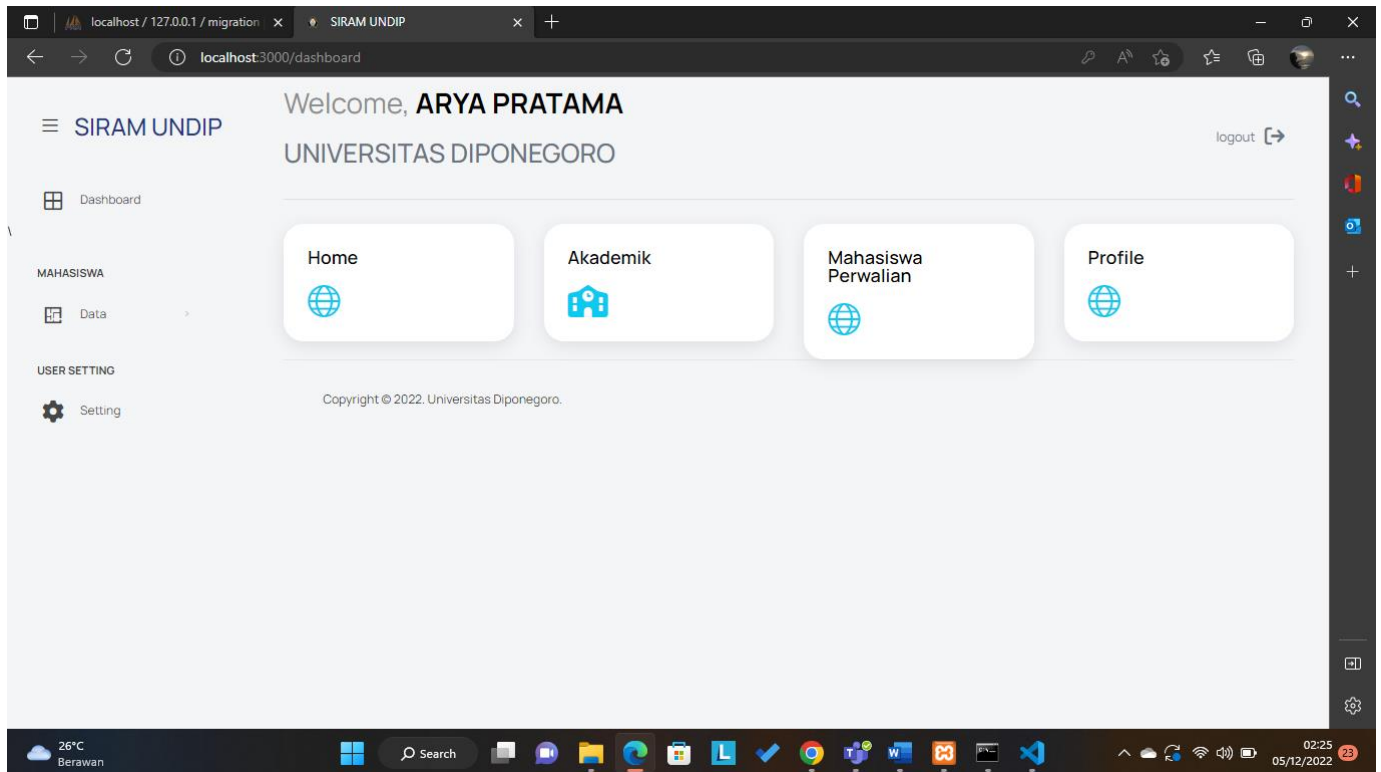 localhost / 127.0.0.1 / migration
SIRAM UNDIP
localhost:3000/dashboard
SIRAM UNDIP
Welcome, ARYA PRATAMA
UNIVERSITAS DIPONEGORO
logout
Dashboard
\
MAHASISWA
Data
USER SETTING
Setting
Home
Akademik
Mahasiswa
Perwalian
Profile
Copyright © 2022. Universitas Diponegoro.
26°C
Berawan
Search
02:25
05/12/2022
23